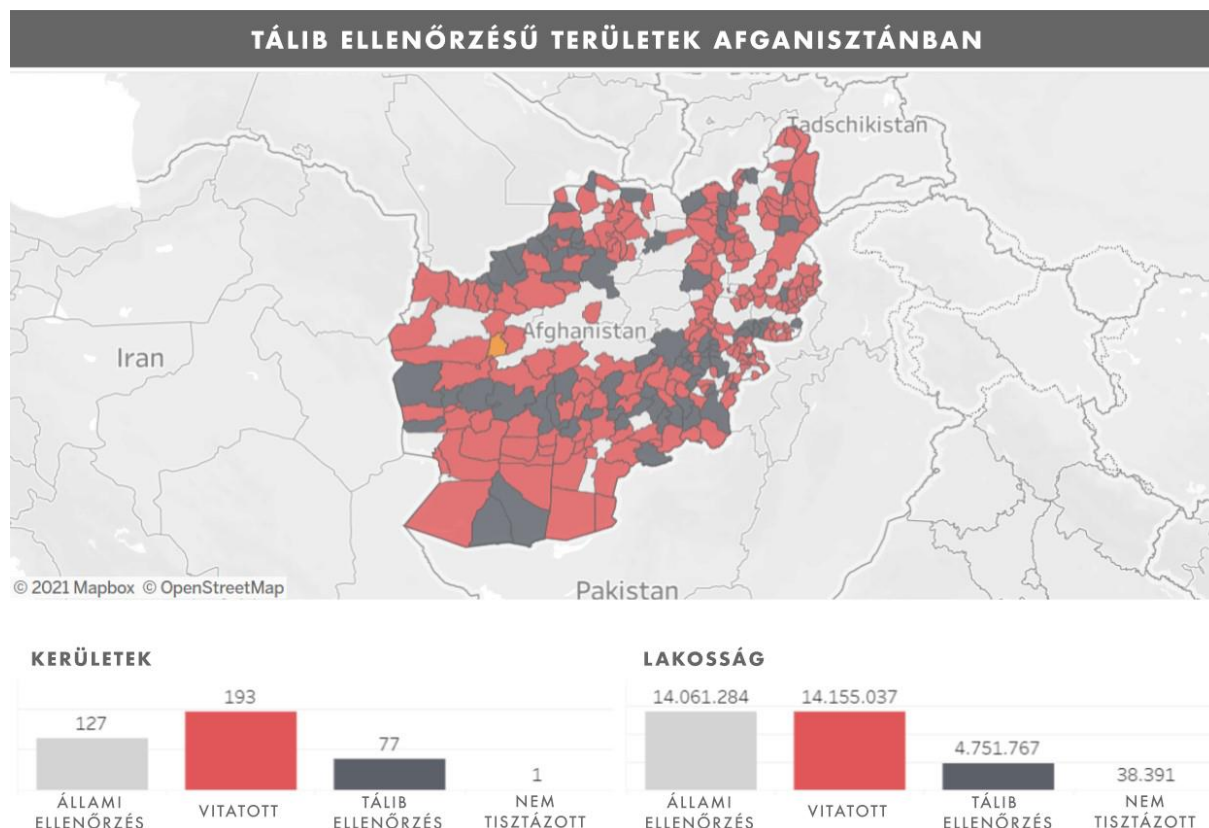 TÁLIB ELLENŐRZÉSŰ TERÜLETEK AFGANISZTÁNBAN
Tadschikistan
Afghanistan
Iran
© 2021 Mapbox © OpenStreetMap
Pakistan
KERÜLETEK
127
193
77
1
ÁLLAMI
ELLENŐRZÉS
VITATOTT
TÁLIB
ELLENŐRZÉS
NEM
TISZTÁZOTT
LAKOSSÁG
14.061.284
14.155.037
4.751.767
38.391
ÁLLAMI
ELLENŐRZÉS
VITATOTT
TÁLIB
ELLENŐRZÉS
NEM
TISZTÁZOTT